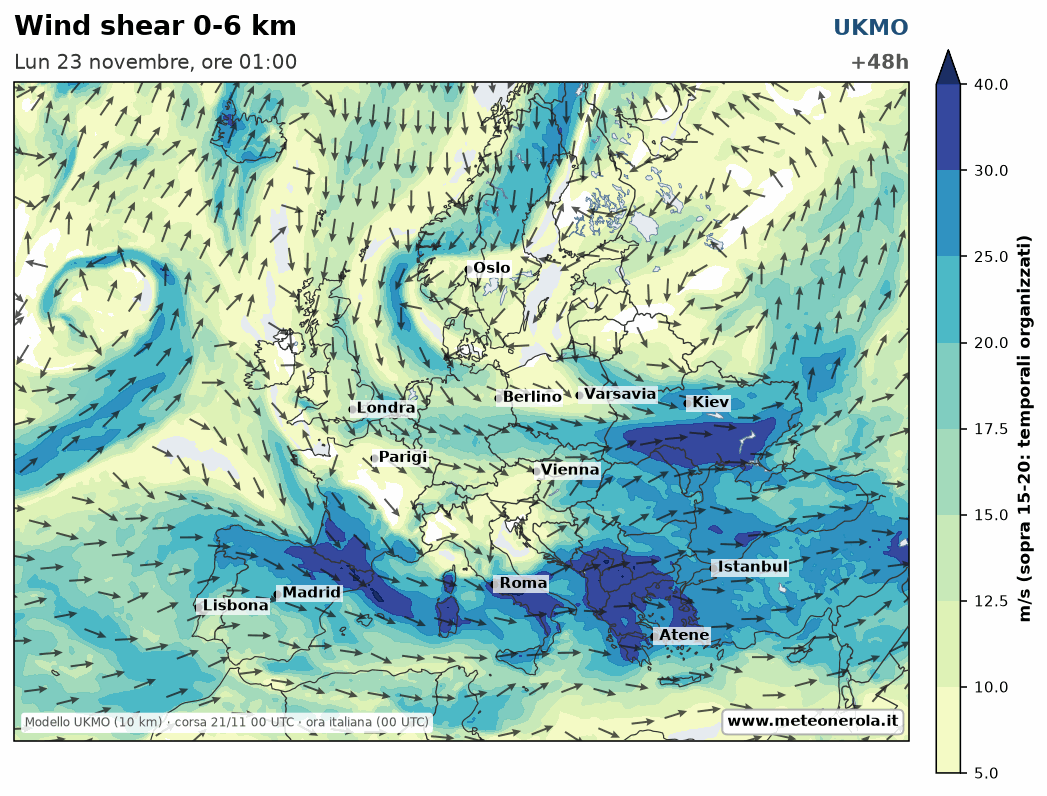 Wind shear 0-6 km
UKMO
Lun 23 novembre, ore 01:00
+48h
40.0
30.0
25.0
20.0
17.5
15.0
12.5
10.0
5.0
m/s (sopra 15-20: temporali organizzati)
Oslo
Berlino
Varsavia
Kiev
Londra
Parigi
Vienna
Istanbul
Roma
Madrid
Lisbona
Atene
Modello UKMO (10 km) · corsa 21/11 00 UTC · ora italiana (00 UTC)
www.meteonerola.it